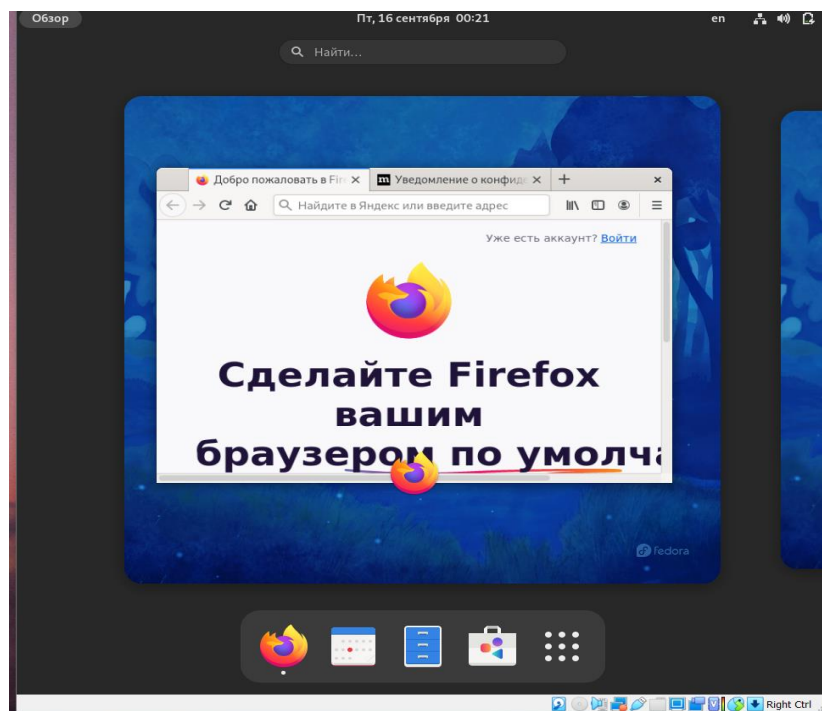 Обзор
Пт, 16 сентября 00:21
en
Найти...
Добро пожаловать в Fir
m Уведомление о конфид
Найдите в Яндекс или введите адрес
Уже есть аккаунт? Войти
Сделайте Firefox
вашим
браузером по умолча
fedora
Right Ctrl